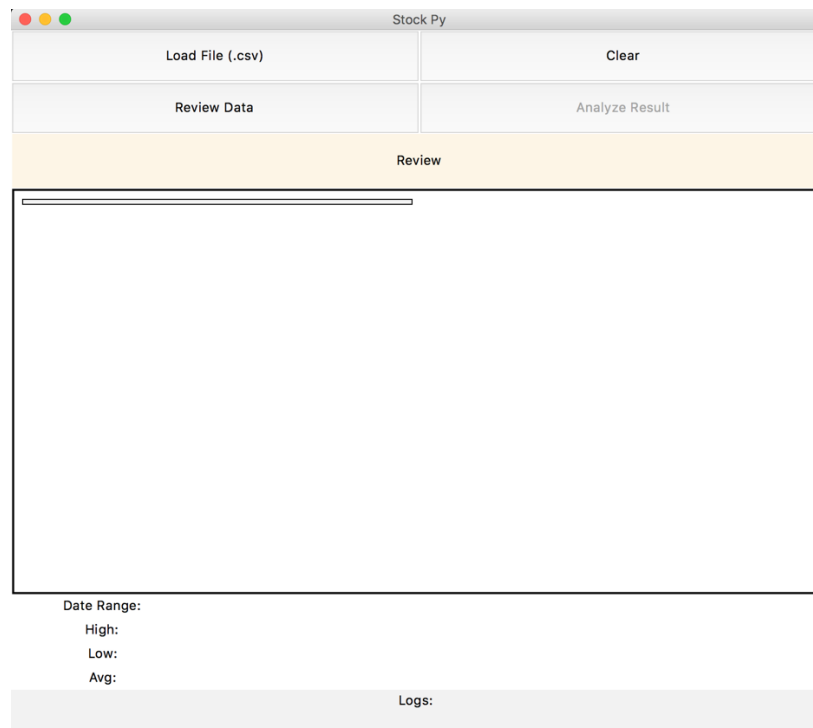 Stock Py
Load File (.csv) Clear
Review Data Analyze Result
Review
Date Range:
High:
Low:
Avg:
Logs: